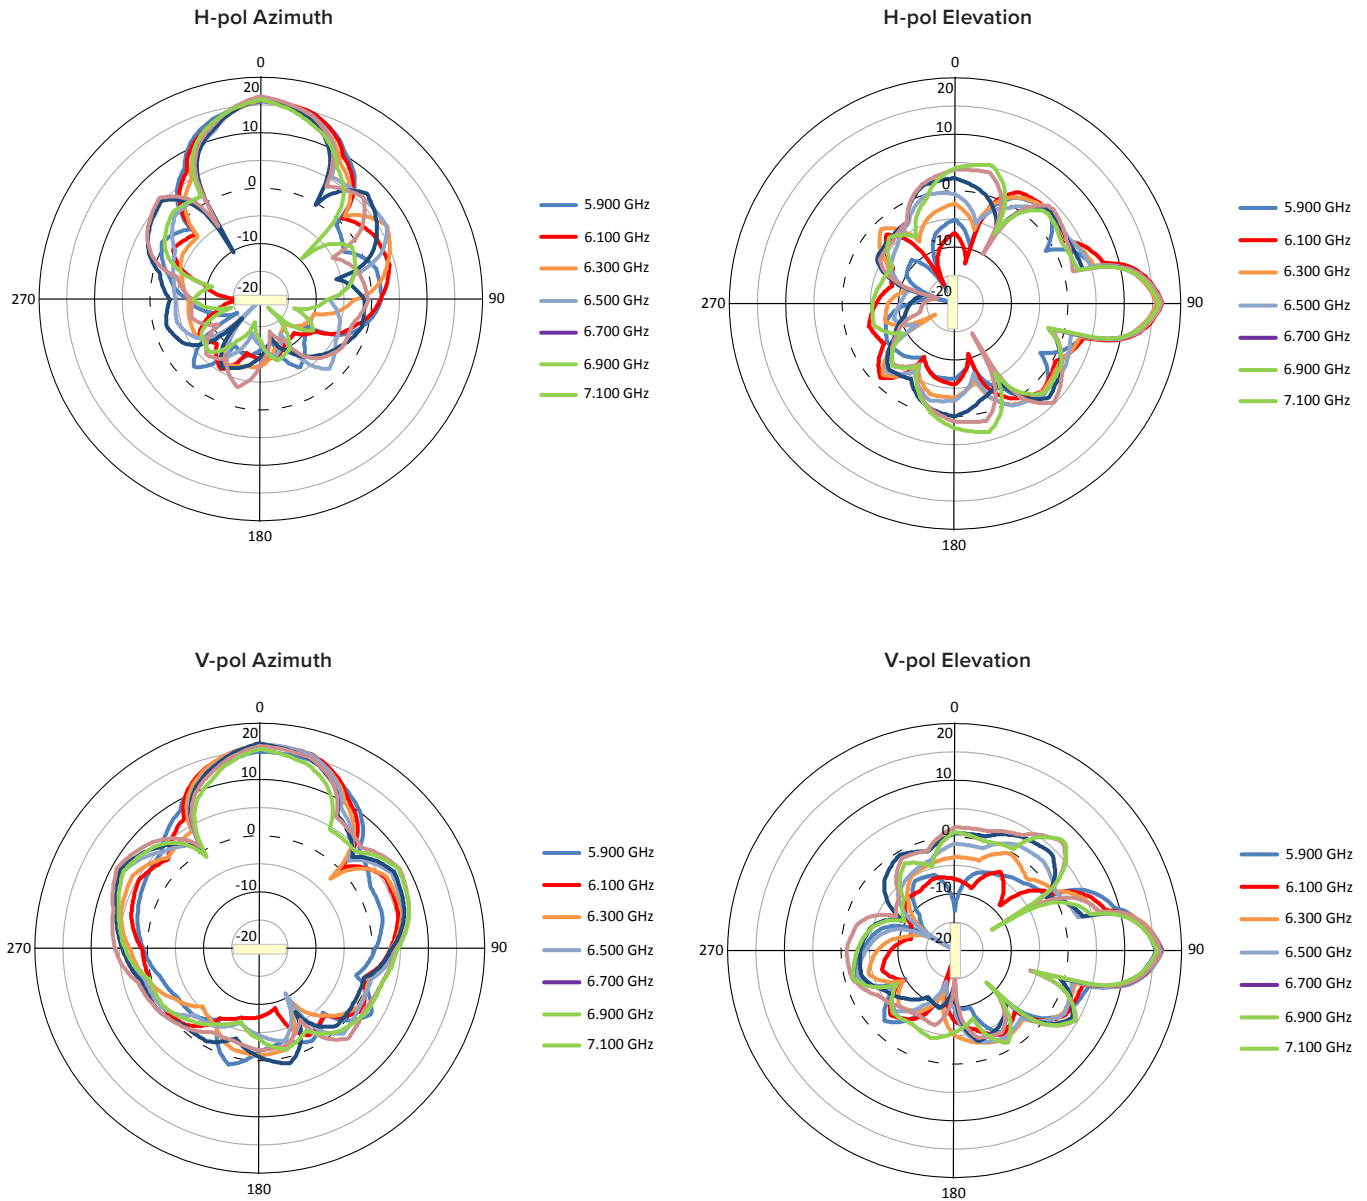 H-pol Azimuth
0
20
10
0
-10
-20
270
90
180
5.900 GHz
6.100 GHz
6.300 GHz
6.500 GHz
6.700 GHz
6.900 GHz
7.100 GHz
H-pol Elevation
0
20
10
0
-10
-20
270
90
180
5.900 GHz
6.100 GHz
6.300 GHz
6.500 GHz
6.700 GHz
6.900 GHz
7.100 GHz
V-pol Azimuth
0
20
10
0
-10
-20
270
90
180
5.900 GHz
6.100 GHz
6.300 GHz
6.500 GHz
6.700 GHz
6.900 GHz
7.100 GHz
V-pol Elevation
0
20
10
0
-10
-20
270
90
180
5.900 GHz
6.100 GHz
6.300 GHz
6.500 GHz
6.700 GHz
6.900 GHz
7.100 GHz